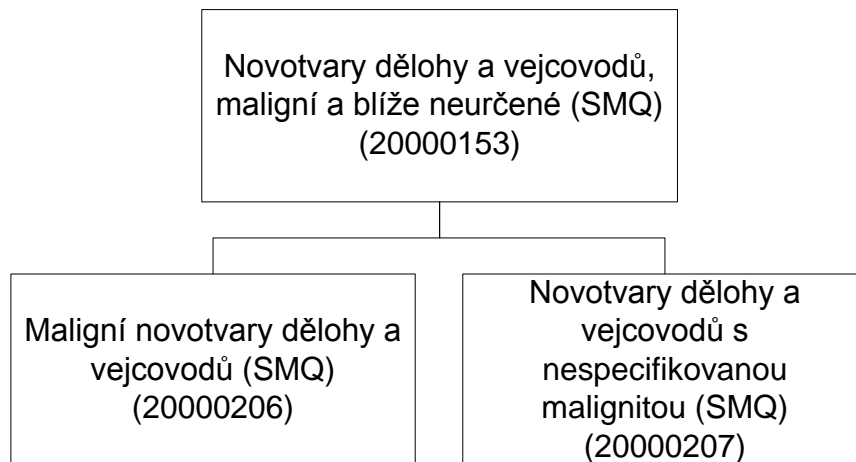 Novotvary dělohy a vejcovodů,
maligní a blíže neurčené (SMQ)
(20000153)
Maligní novotvary dělohy a
vejcovodů (SMQ)
(20000206)
Novotvary dělohy a
vejcovodů s
nespecifikovanou
malignitou (SMQ)
(20000207)